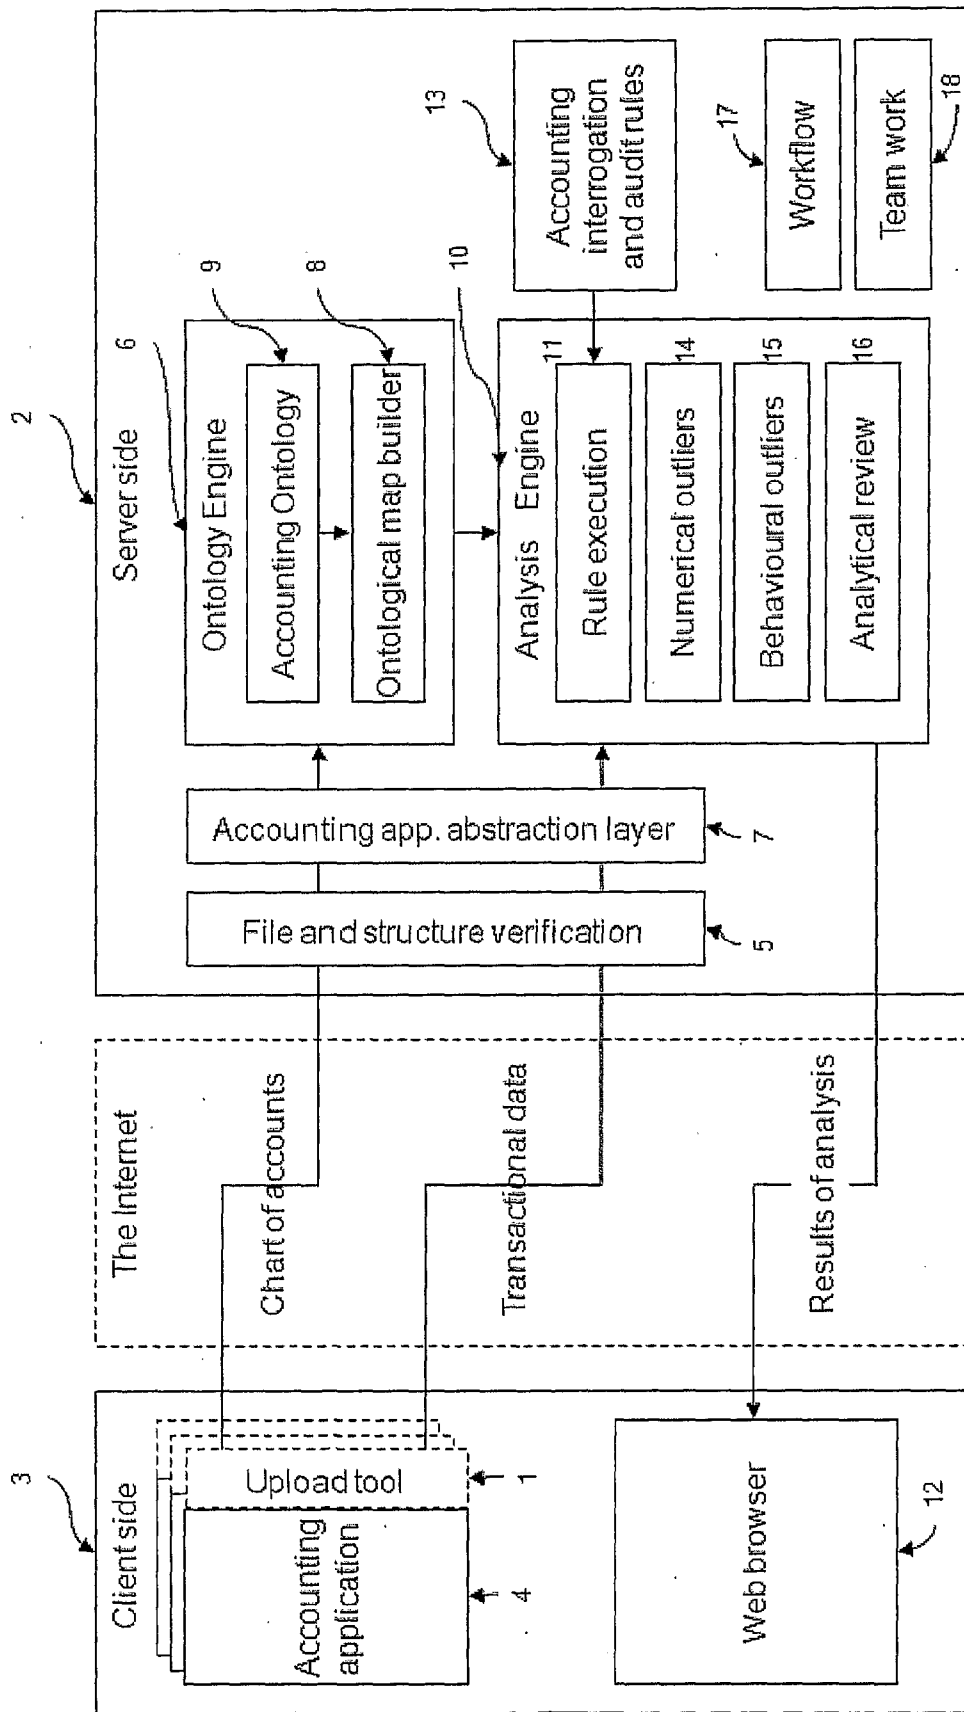 3
Client side
Accounting
application
Upload tool
4
1
Web browser
12
The Internet
Chart of accounts
Transactional data
Results of analysis
2
Server side
File and structure verification
5
Accounting app. abstraction layer
7
6
Ontology Engine
9
Accounting Ontology
8
Ontological map builder
10
Analysis Engine
11
Rule execution
14
Numerical outliers
15
Behavioural outliers
16
Analytical review
13
Accounting
interrogation
and audit rules
17
Workflow
Team work
18